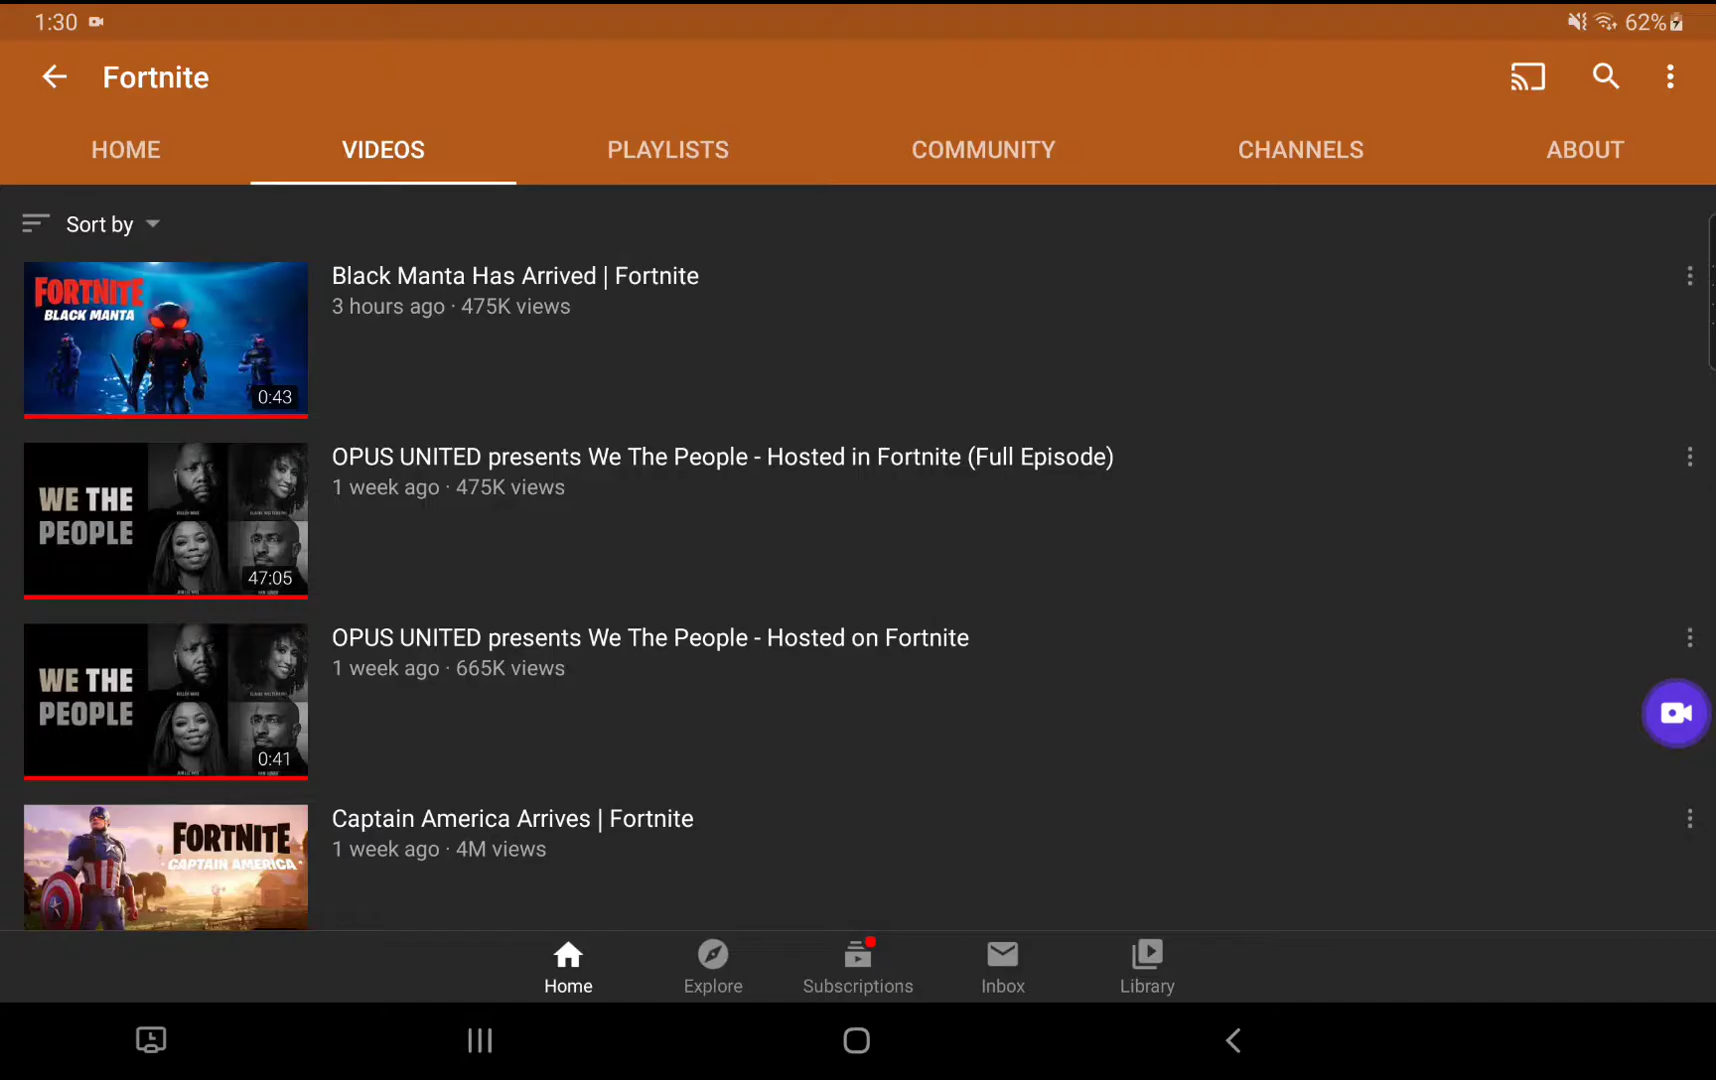 1:30
62%
Fortnite
HOME
VIDEOS
PLAYLISTS
COMMUNITY
CHANNELS
ABOUT
Sort by
FORTNITE
BLACK MANTA
0:43
Black Manta Has Arrived | Fortnite
3 hours ago · 475K views
WE THE
PEOPLE
47:05
OPUS UNITED presents We The People - Hosted in Fortnite (Full Episode)
1 week ago · 475K views
WE THE
PEOPLE
0:41
OPUS UNITED presents We The People - Hosted on Fortnite
1 week ago · 665K views
FORTNITE
CAPTAIN AMERICA
Captain America Arrives | Fortnite
1 week ago · 4M views
Home
Explore
Subscriptions
Inbox
Library